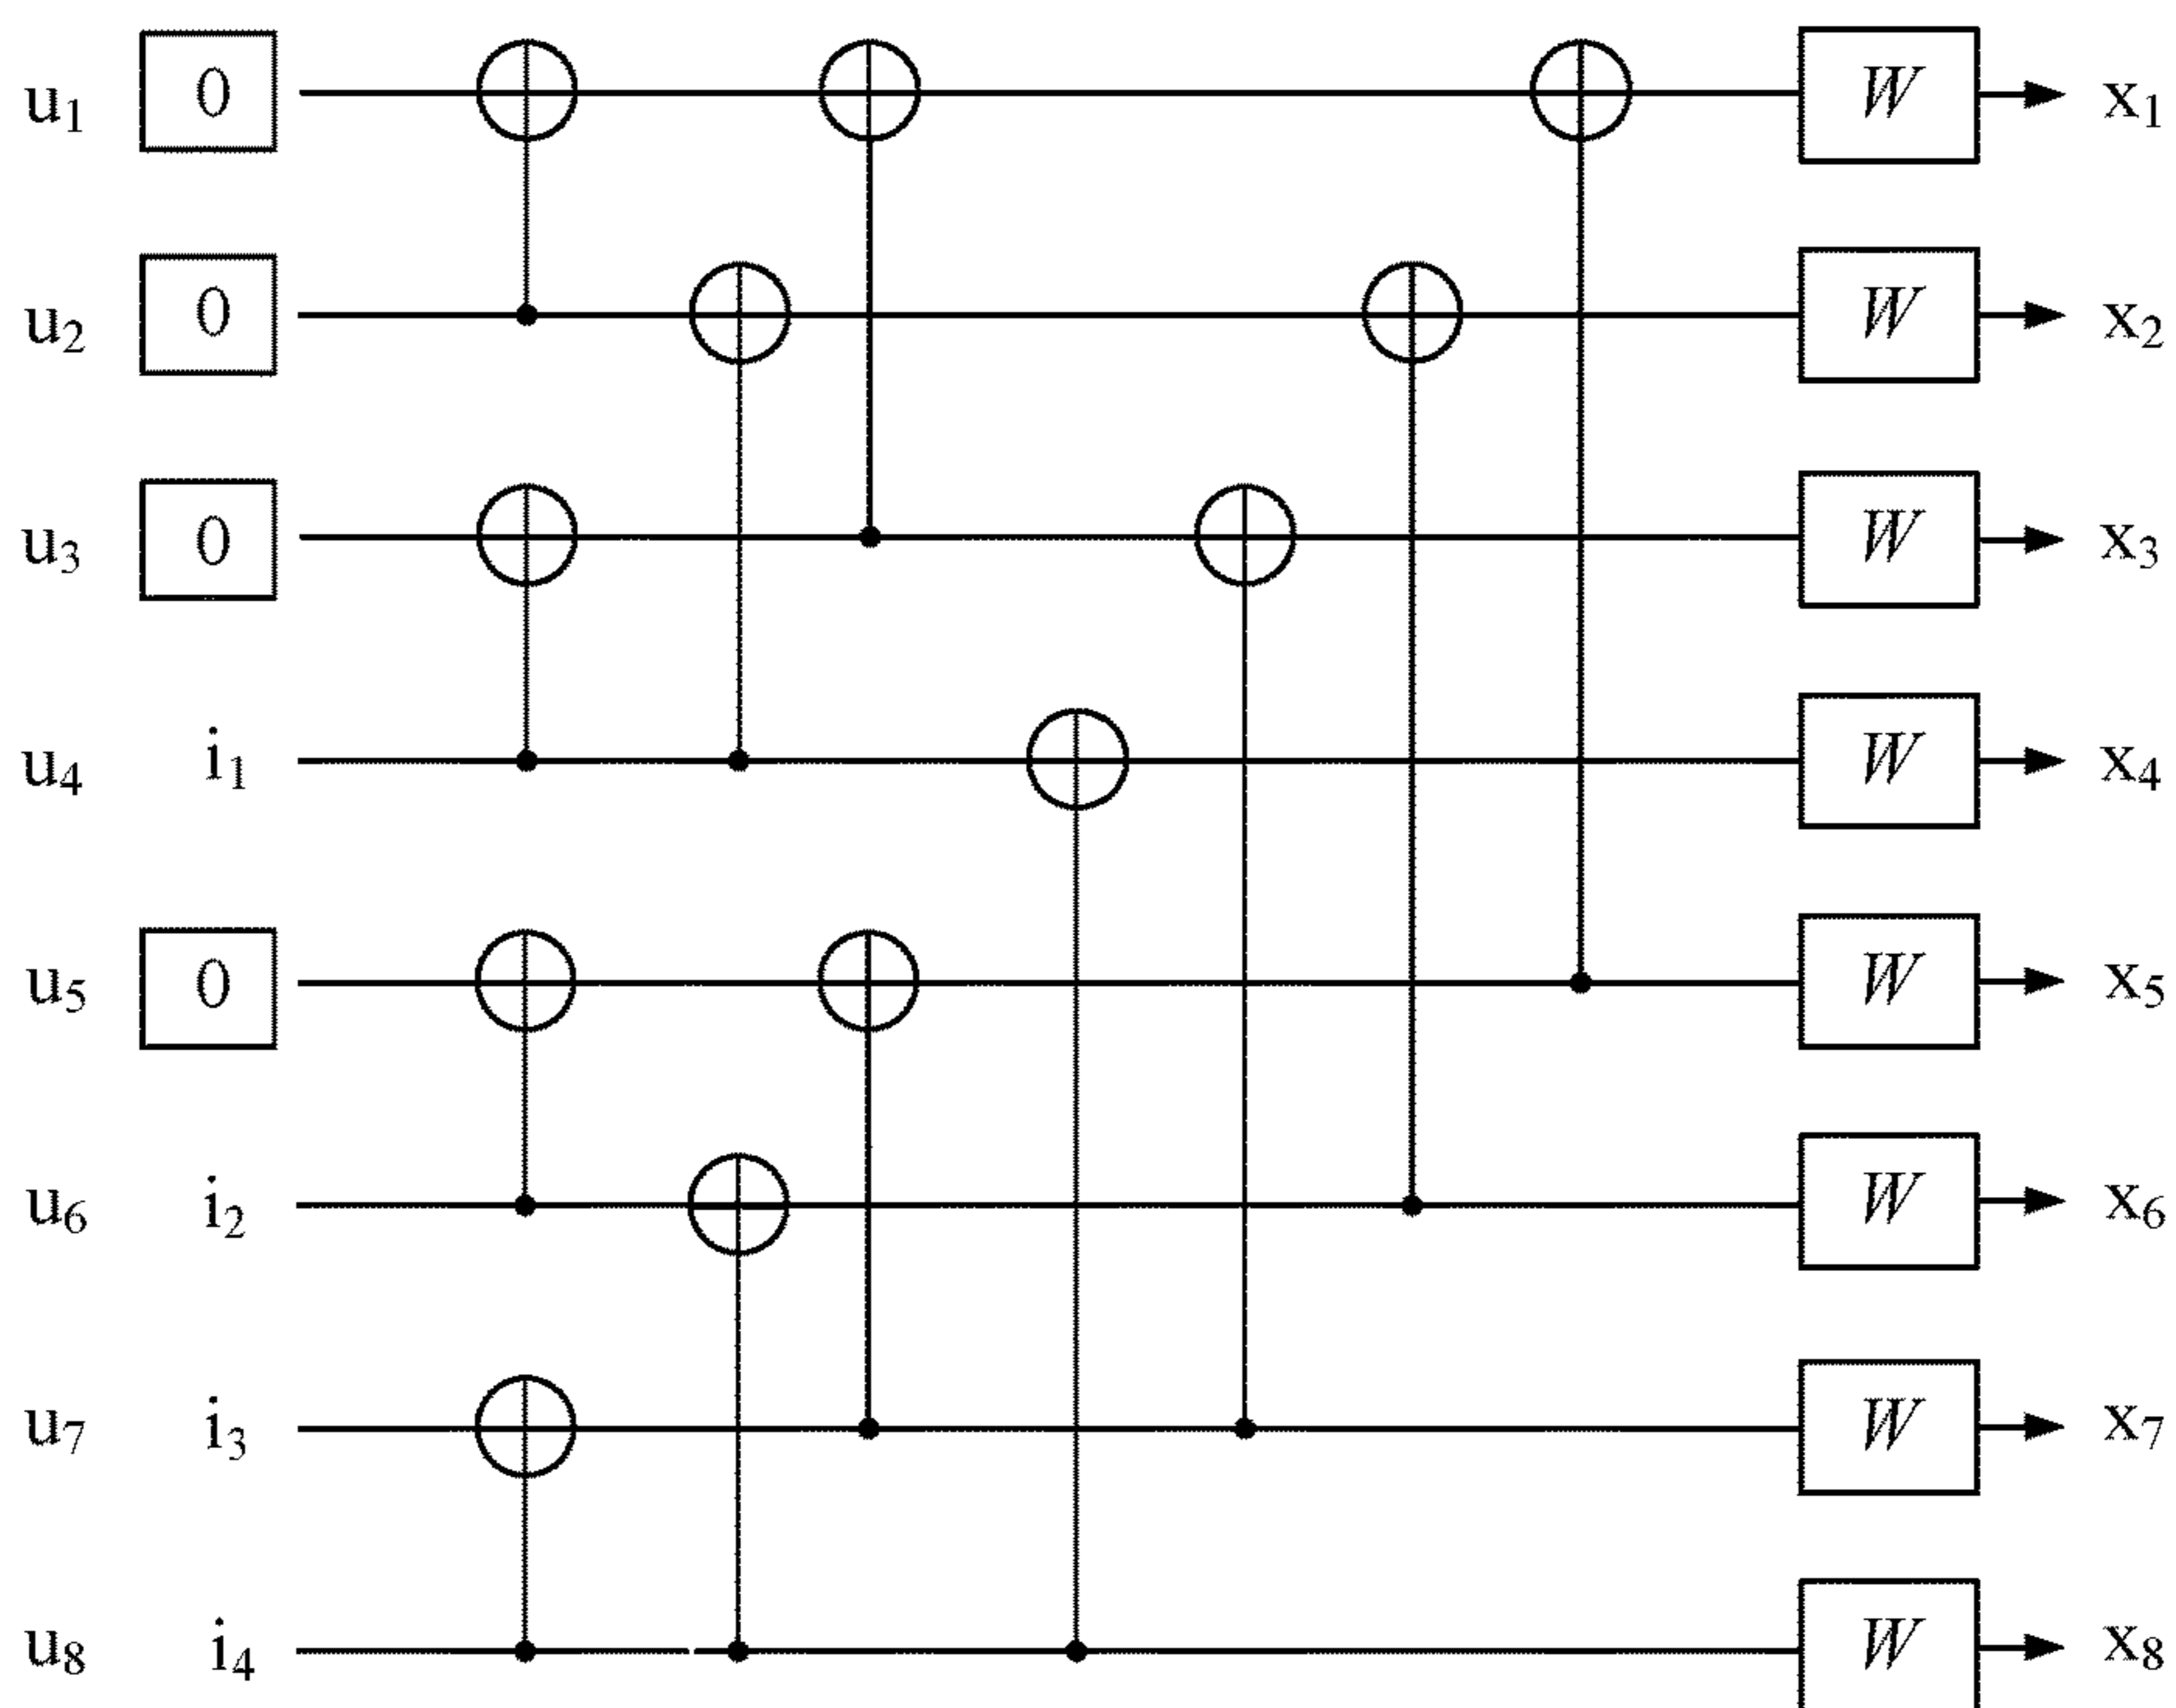 u₁ 0 W x₁
u₂ 0 W x₂
u₃ 0 W x₃
u₄ i₁ W x₄
u₅ 0 W x₅
u₆ i₂ W x₆
u₇ i₃ W x₇
u₈ i₄ W x₈